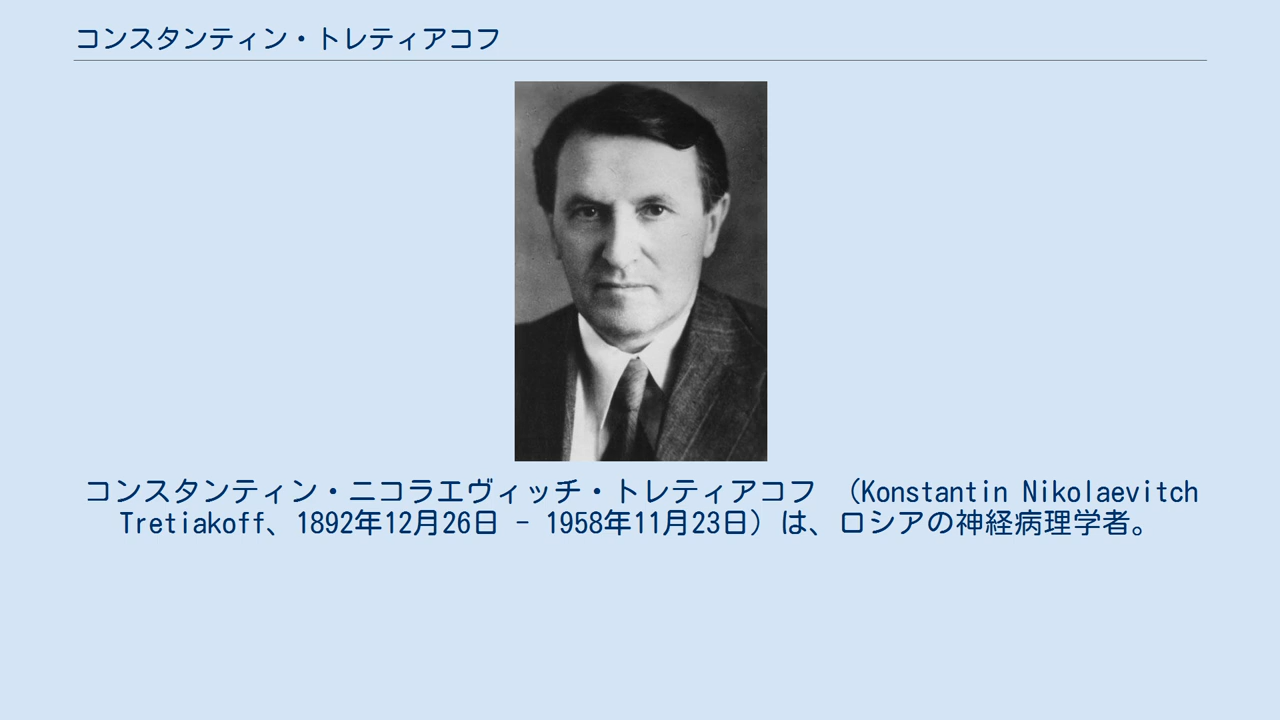 コンスタンティン・トレティアコフ
コンスタンティン・ニコラエヴィッチ・トレティアコフ （Konstantin Nikolaevitch
Tretiakoff、1892年12月26日 - 1958年11月23日）は、ロシアの神経病理学者。